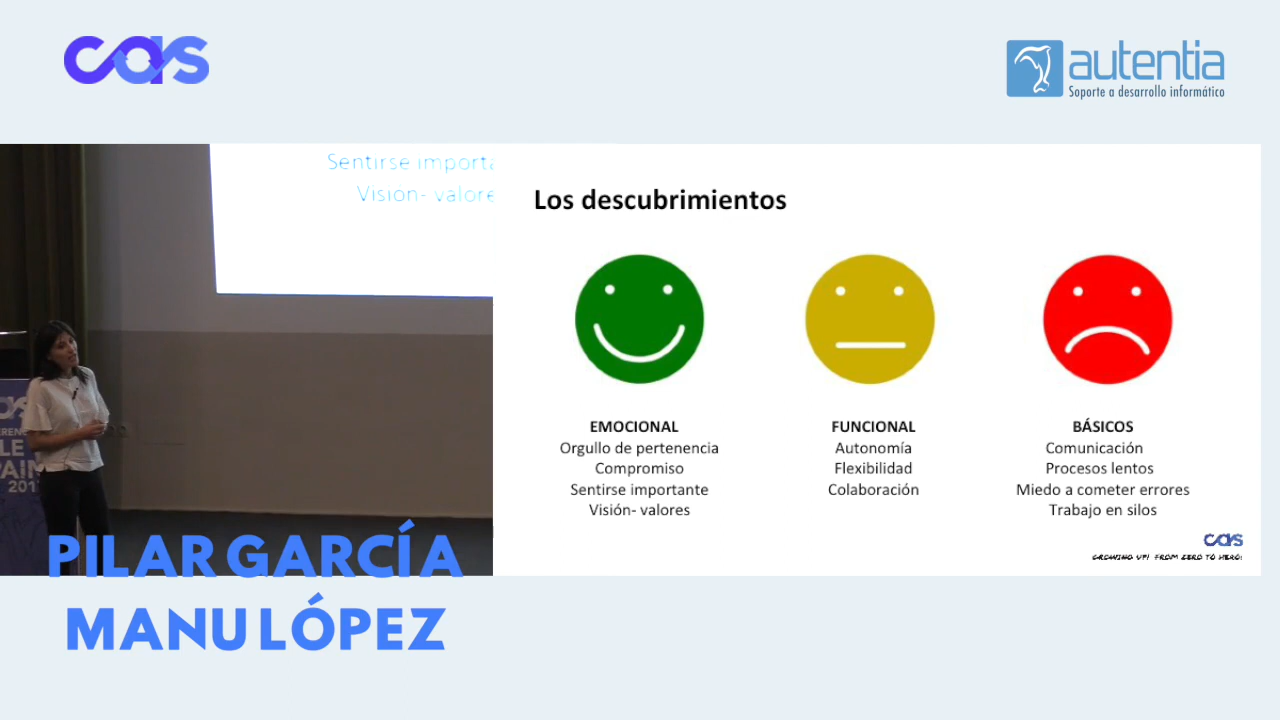 cas
autentia
Soporte a desarrollo informático
Sentirse importa
Visión- valore
Los descubrimientos
EMOCIONAL
Orgullo de pertenencia
Compromiso
Sentirse importante
Visión- valores
FUNCIONAL
Autonomía
Flexibilidad
Colaboración
BÁSICOS
Comunicación
Procesos lentos
Miedo a cometer errores
Trabajo en silos
cas
GROWING UP! FROM ZERO TO HERO!
PILAR GARCÍA
MANU LÓPEZ